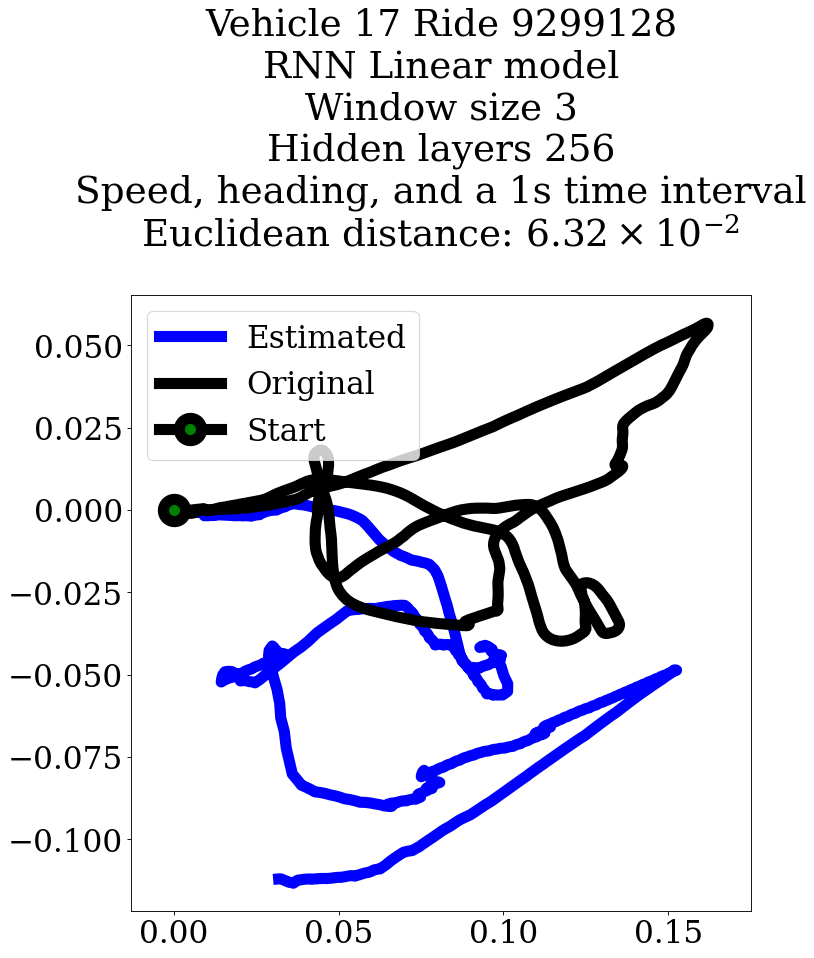 Vehicle 17 Ride 9299128
RNN Linear model
Window size 3
Hidden layers 256
Speed, heading, and a 1s time interval
Euclidean distance: 6.32 × 10⁻²
Estimated
Original
Start
0.050
0.025
0.000
−0.025
−0.050
−0.075
−0.100
0.00 0.05 0.10 0.15